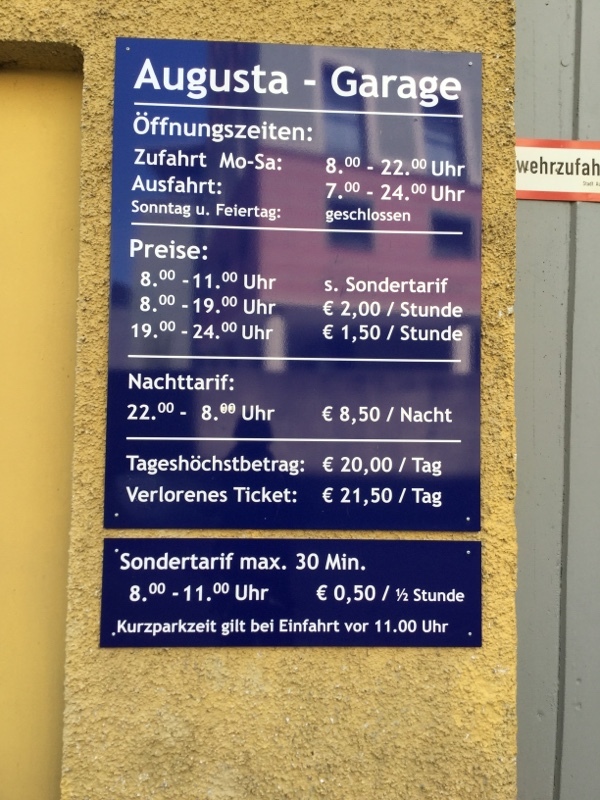 Augusta - Garage
Öffnungszeiten:
Zufahrt Mo-Sa: 8.00 - 22.00 Uhr
Ausfahrt: 7.00 - 24.00 Uhr
Sonntag u. Feiertag: geschlossen
Preise:
8.00 - 11.00 Uhr s. Sondertarif
8.00 - 19.00 Uhr € 2,00 / Stunde
19.00 - 24.00 Uhr € 1,50 / Stunde
Nachttarif:
22.00 - 8.00 Uhr € 8,50 / Nacht
Tageshöchstbetrag: € 20,00 / Tag
Verlorenes Ticket: € 21,50 / Tag
Sondertarif max. 30 Min.
8.00 - 11.00 Uhr € 0,50 / ½ Stunde
Kurzparkzeit gilt bei Einfahrt vor 11.00 Uhr
wehrzufah